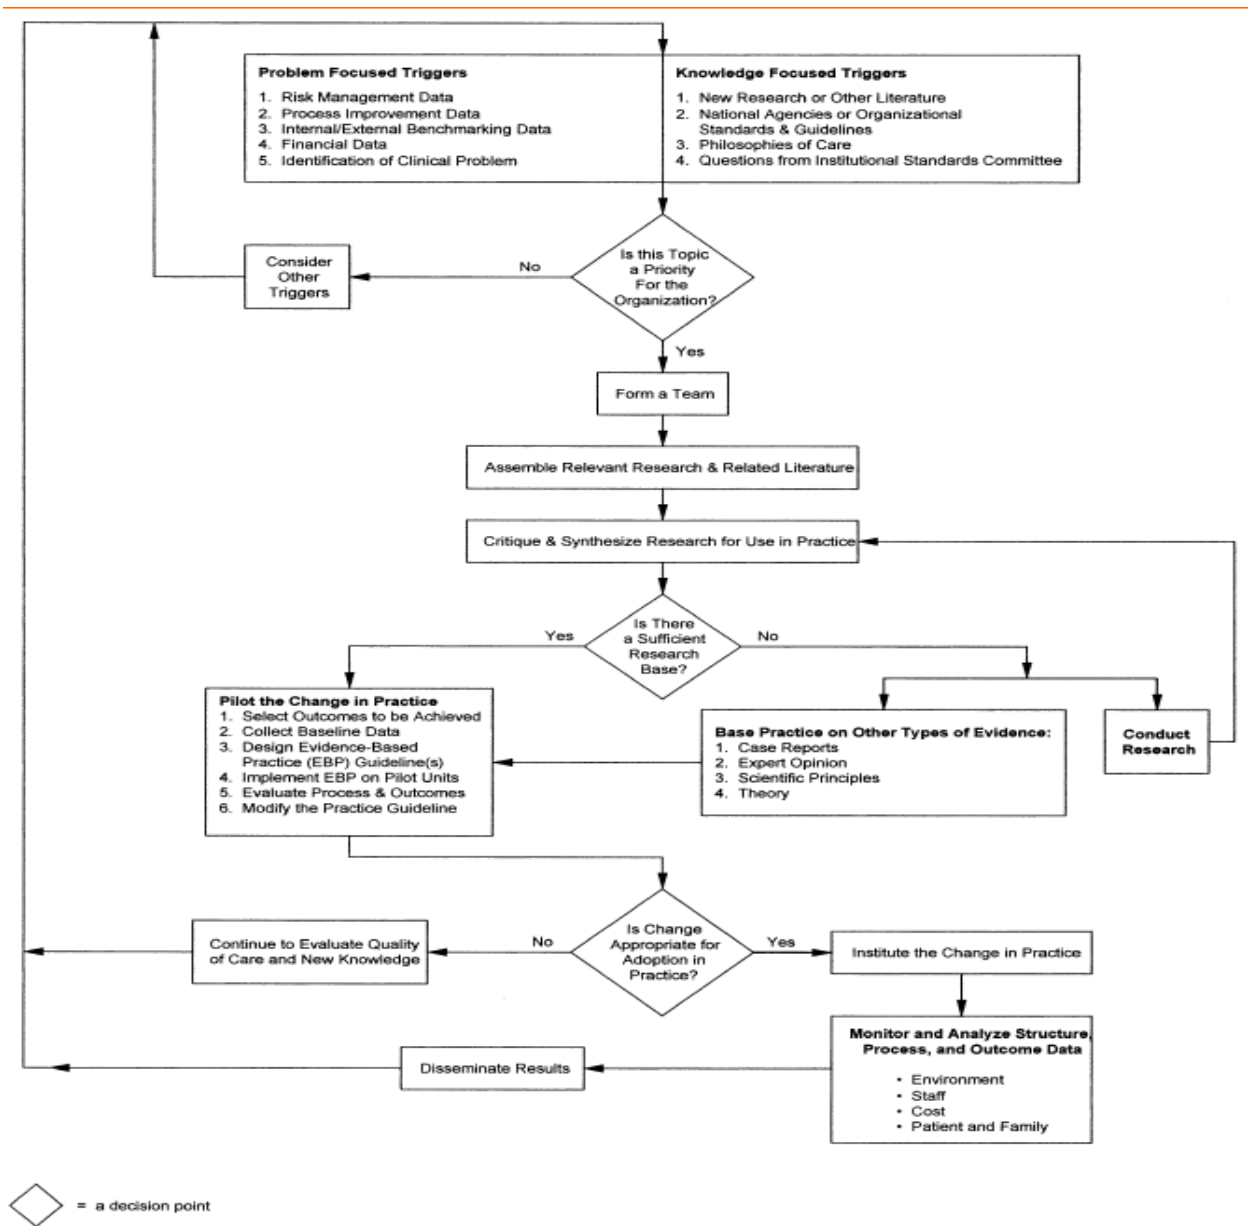 Problem Focused Triggers
1. Risk Management Data
2. Process Improvement Data
3. Internal/External Benchmarking Data
4. Financial Data
5. Identification of Clinical Problem
Knowledge Focused Triggers
1. New Research or Other Literature
2. National Agencies or Organizational
Standards & Guidelines
3. Philosophies of Care
4. Questions from Institutional Standards Committee
Is this Topic
a Priority
For the
Organization?
No
Consider
Other
Triggers
Yes
Form a Team
Assemble Relevant Research & Related Literature
Critique & Synthesize Research for Use in Practice
Is There
a Sufficient
Research
Base?
Yes
No
Pilot the Change in Practice
1. Select Outcomes to be Achieved
2. Collect Baseline Data
3. Design Evidence-Based
Practice (EBP) Guideline(s)
4. Implement EBP on Pilot Units
5. Evaluate Process & Outcomes
6. Modify the Practice Guideline
Base Practice on Other Types of Evidence:
1. Case Reports
2. Expert Opinion
3. Scientific Principles
4. Theory
Conduct
Research
Is Change
Appropriate for
Adoption in
Practice?
No
Yes
Continue to Evaluate Quality
of Care and New Knowledge
Institute the Change in Practice
Monitor and Analyze Structure,
Process, and Outcome Data
• Environment
• Staff
• Cost
• Patient and Family
Disseminate Results
= a decision point